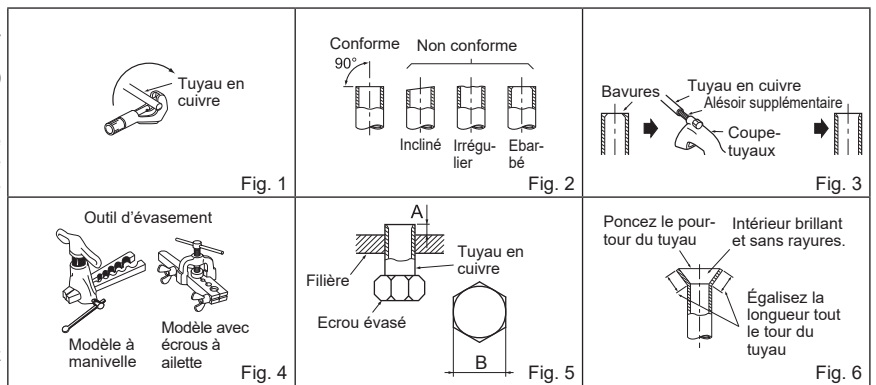 Tuyau en
cuivre
Fig. 1
Conforme
Non conforme
90°
Incliné
Irrégu-
lier
Ebar-
bé
Fig. 2
Bavures
Tuyau en cuivre
Alésoir supplémentaire
Coupe-
tuyaux
Fig. 3
Outil d'évasement
Modèle à
manivelle
Modèle avec
écrous à
ailette
Fig. 4
A
Filière
Tuyau en
cuivre
Ecrou évasé
B
Fig. 5
Poncez le pour-
tour du tuyau
Intérieur brillant
et sans rayures.
Égalisez la
longueur tout
le tour du
tuyau
Fig. 6